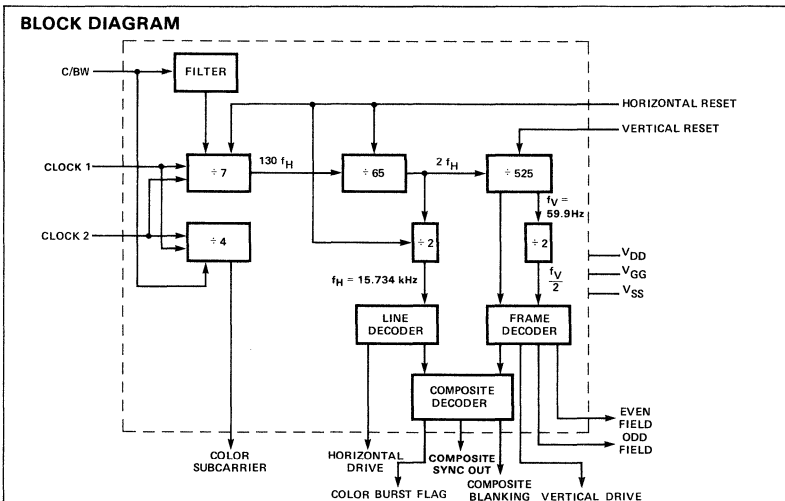 BLOCK DIAGRAM
C/BW
FILTER
HORIZONTAL RESET
VERTICAL RESET
CLOCK 1
÷ 7
130 fH
÷ 65
2 fH
÷ 525
fV =
59.9Hz
CLOCK 2
÷ 4
÷ 2
÷ 2
VDD
VGG
VSS
fH = 15.734 kHz
fV
2
LINE
DECODER
FRAME
DECODER
COMPOSITE
DECODER
EVEN
FIELD
ODD
FIELD
COLOR
SUBCARRIER
HORIZONTAL
DRIVE
COMPOSITE
SYNC OUT
COLOR BURST FLAG
COMPOSITE
BLANKING
VERTICAL DRIVE